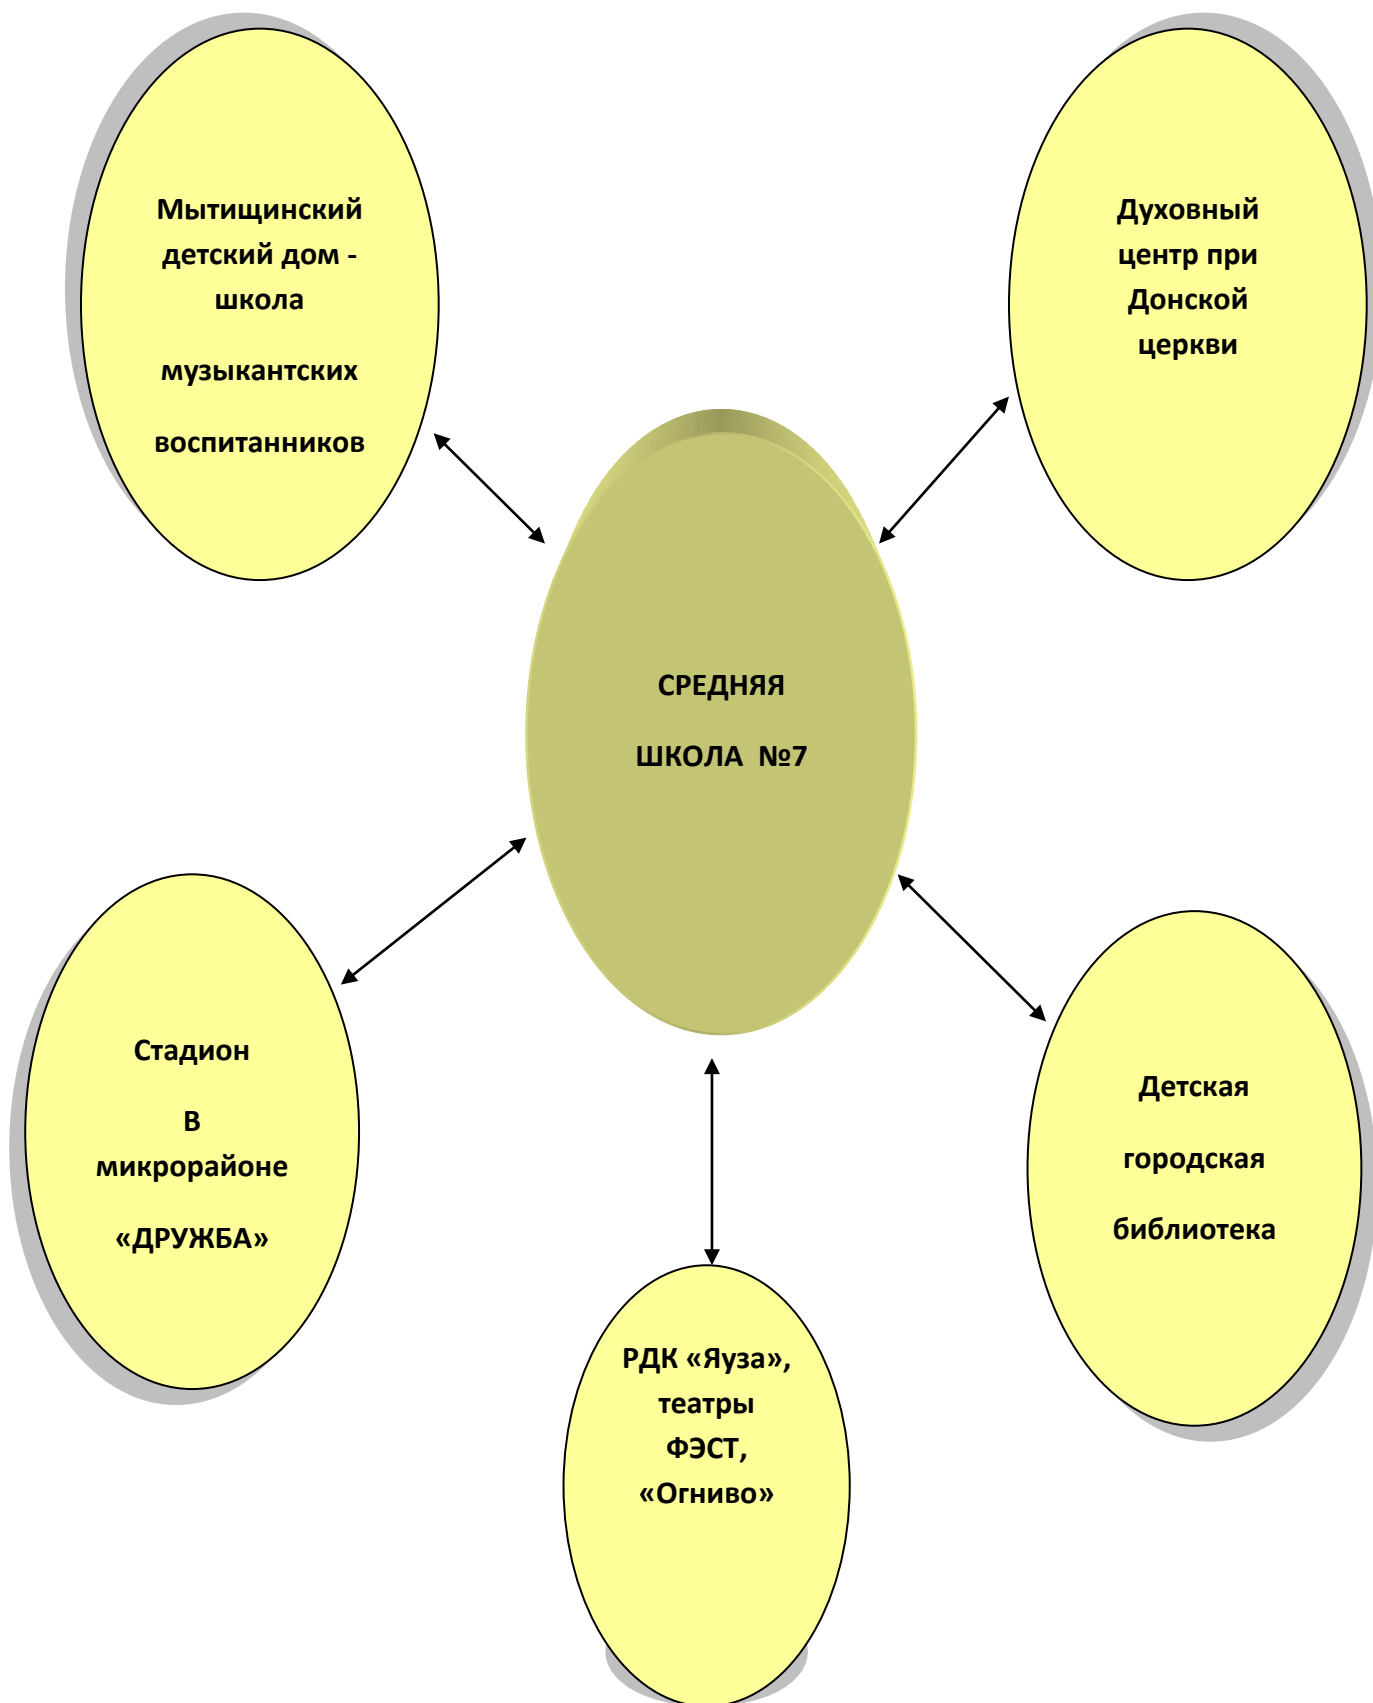 Мытищинский
детский дом -
школа
музыкантских
воспитанников
Духовный
центр при
Донской
церкви
СРЕДНЯЯ
ШКОЛА №7
Стадион
В
микрорайоне
«ДРУЖБА»
Детская
городская
библиотека
РДК «Яуза»,
театры
ФЭСТ,
«Огниво»